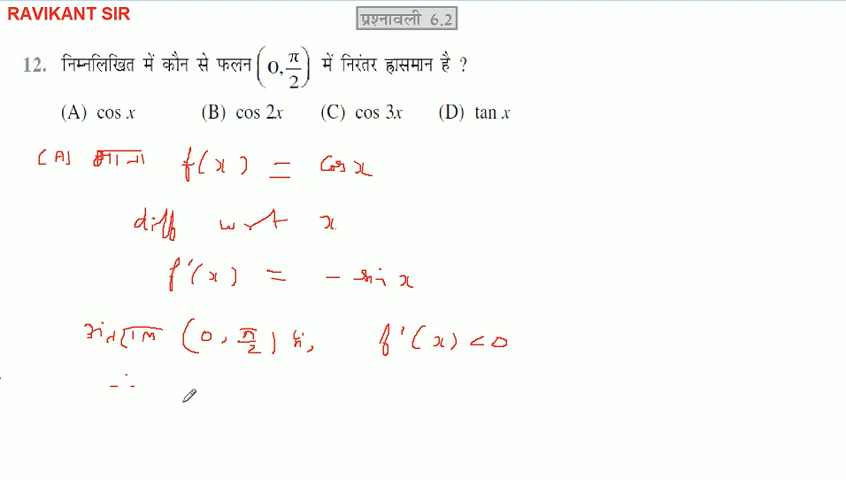 RAVIKANT SIR
प्रश्नावली 6.2
12. निम्नलिखित में कौन से फलन (0, π/2) में निरंतर ह्रासमान है ?
(A) cos x (B) cos 2x (C) cos 3x (D) tan x
(A) माना f(x) = cos x
diff w r t x
f'(x) = - sin x
अंतराल (0, π/2) में, f'(x) < 0
∴